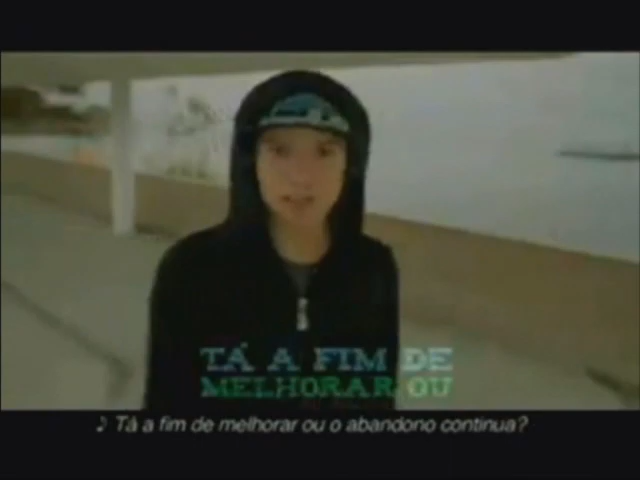 TÁ A FIM DE
MELHORAR OU
♪ Tá a fim de melhorar ou o abandono continua?